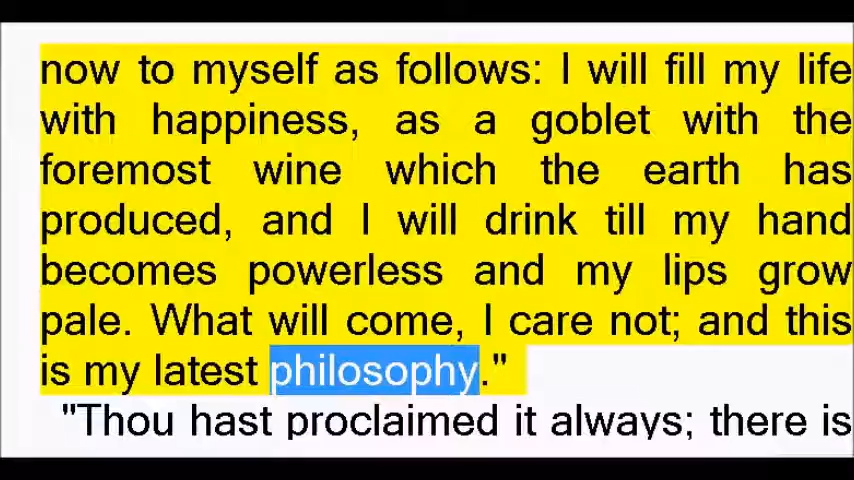 now to myself as follows: I will fill my life
with happiness, as a goblet with the
foremost wine which the earth has
produced, and I will drink till my hand
becomes powerless and my lips grow
pale. What will come, I care not; and this
is my latest philosophy."
"Thou hast proclaimed it always; there is